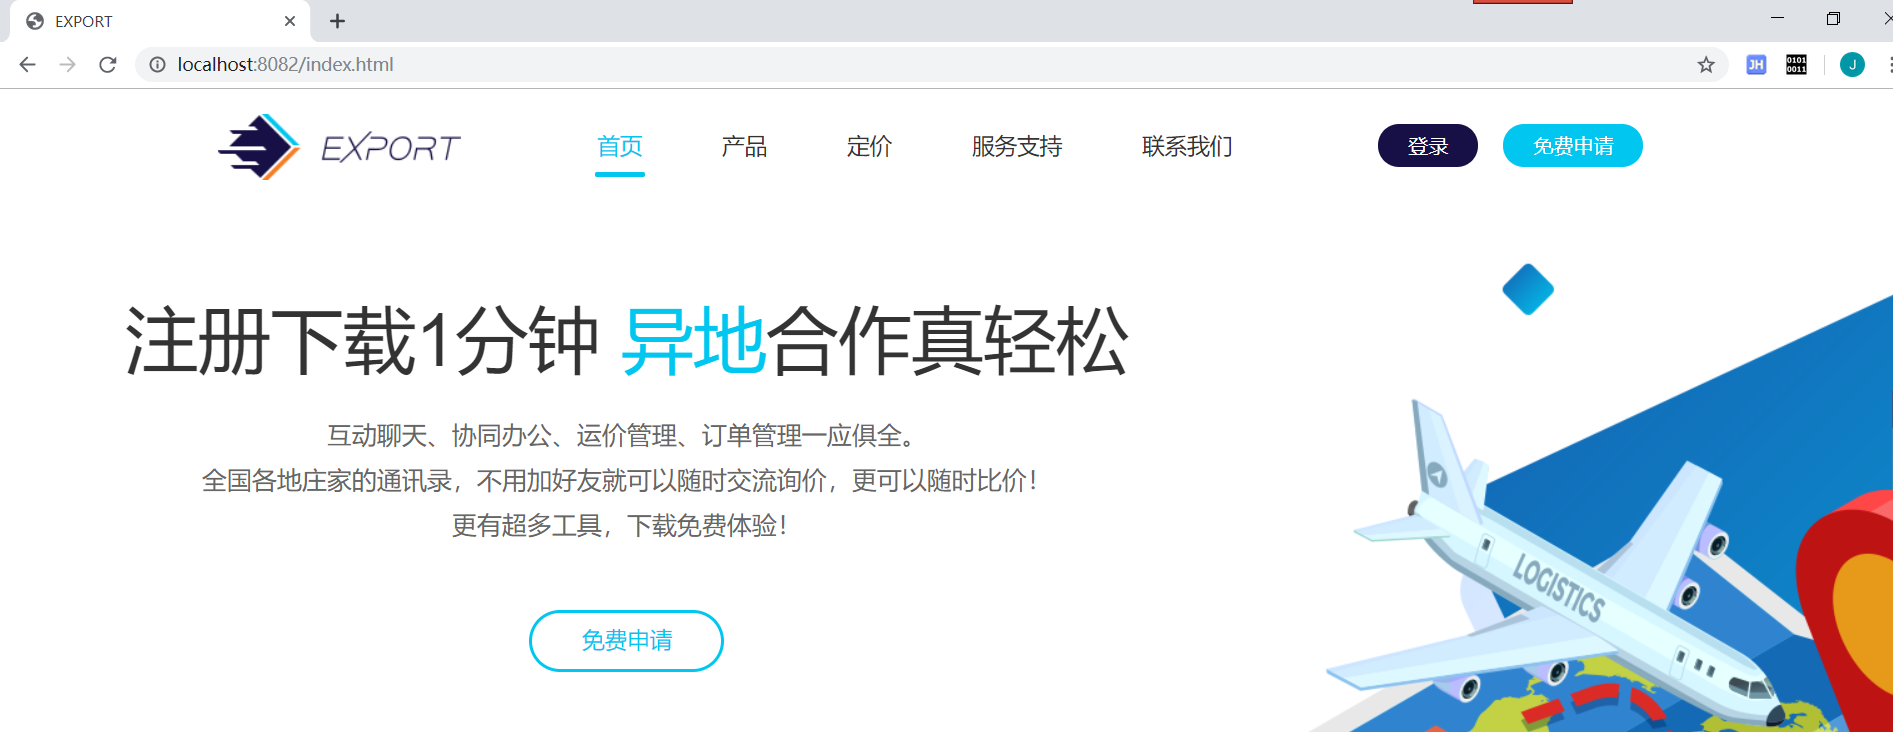 EXPORT
localhost:8082/index.html
JH
0101
0011
J
EXPORT
首页 产品 定价 服务支持 联系我们 登录 免费申请
注册下载1分钟 异地合作真轻松
互动聊天、协同办公、运价管理、订单管理一应俱全。
全国各地庄家的通讯录，不用加好友就可以随时交流询价，更可以随时比价！
更有超多工具，下载免费体验！
免费申请
LOGISTICS